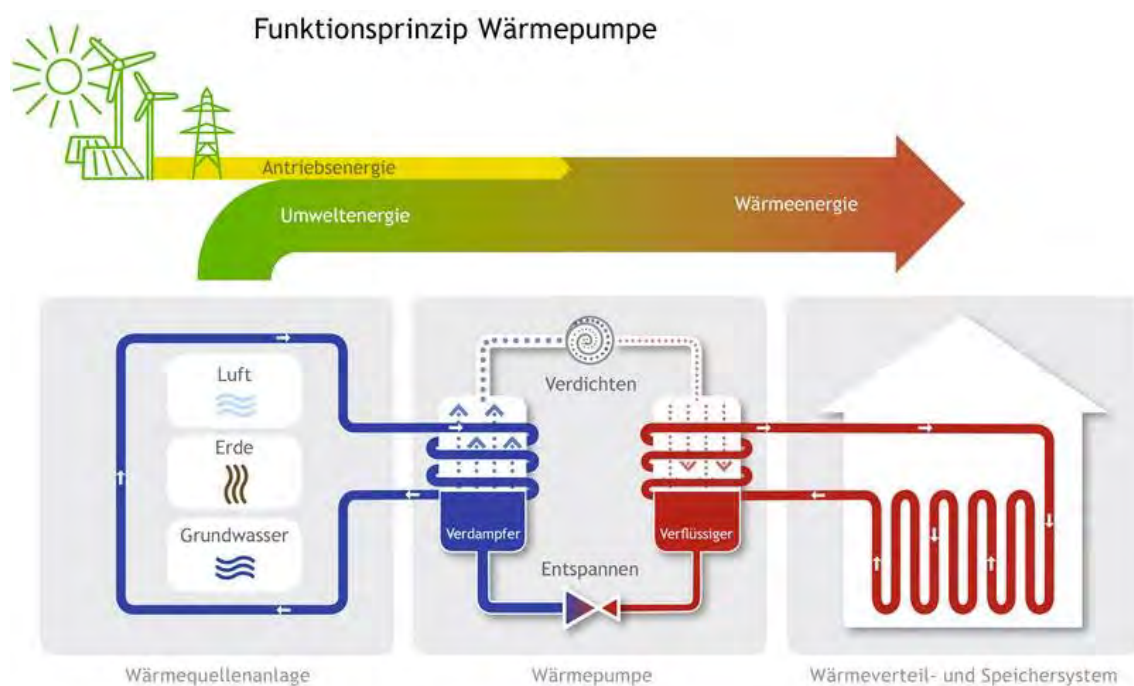 Funktionsprinzip Wärmepumpe
Antriebsenergie
Umweltenergie
Wärmeenergie
Luft
Erde
Grundwasser
Verdichten
Verdampfer
Verflüssiger
Entspannen
Wärmequellenanlage
Wärmepumpe
Wärmeverteil- und Speichersystem